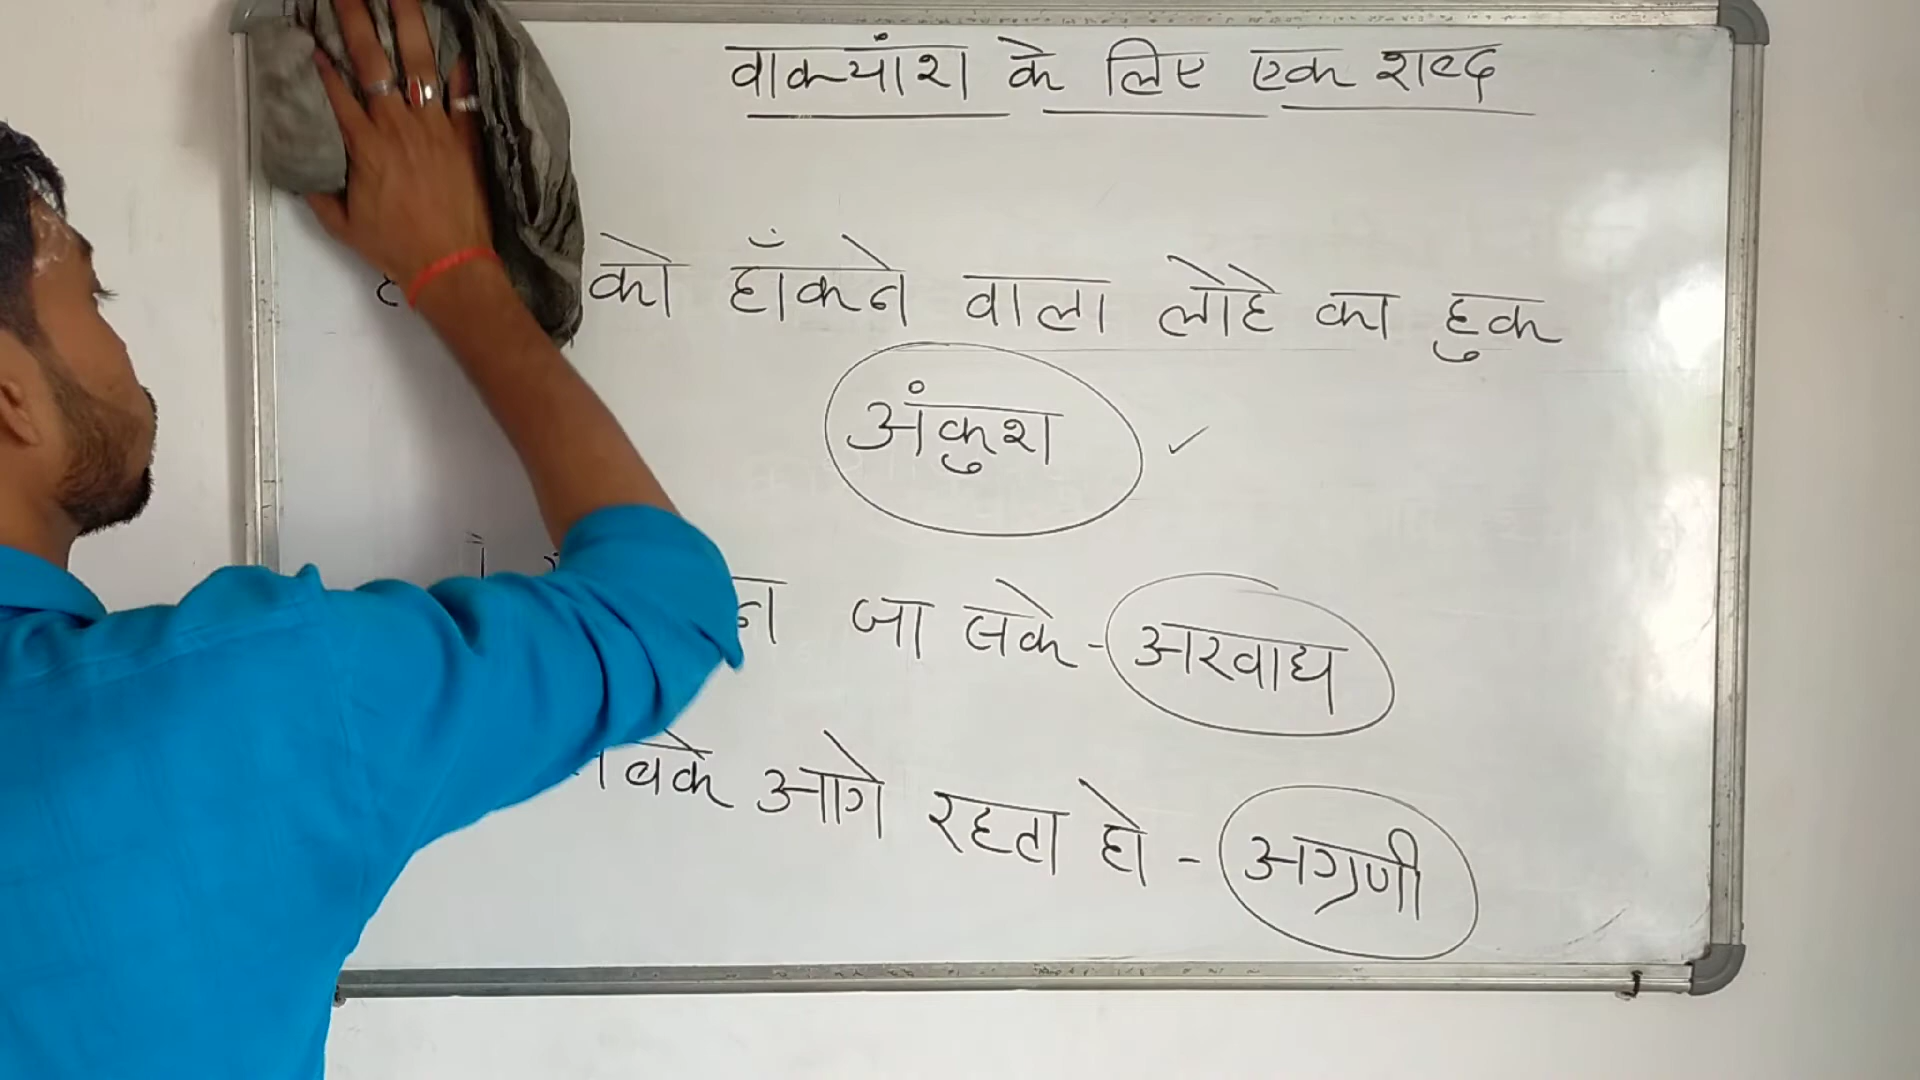 वाक्यांश के लिए एक शब्द
को हाँकने वाला लोहे का हुक
अंकुश
न जा सके - अखाद्य
सबके आगे रहता हो - अग्रणी